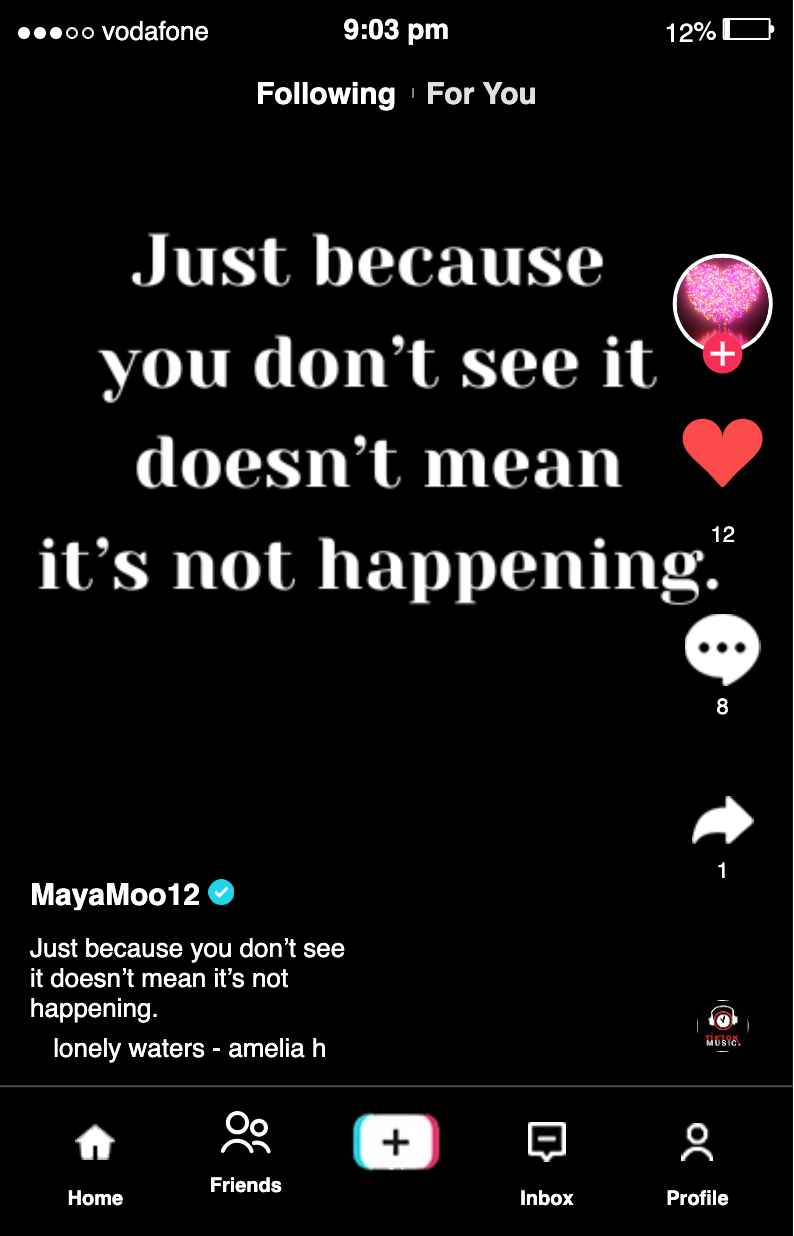 vodafone 9:03 pm 12%
Following For You
Just because
you don’t see it
doesn’t mean
it’s not happening.
12
8
1
MayaMoo12
Just because you don’t see
it doesn’t mean it’s not
happening.
lonely waters - amelia h
TIKTOK
MUSIC.
Home Friends Inbox Profile